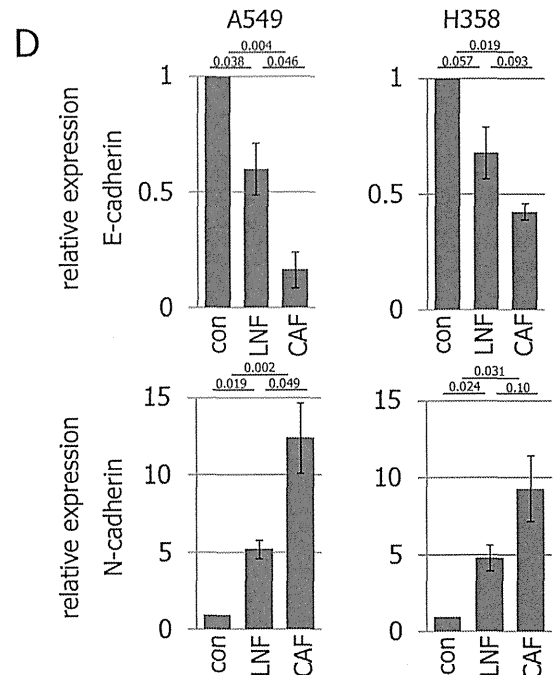 D
A549
H358
0.004
0.038 0.046
0.019
0.057 0.093
relative expression
E-cadherin
1
0.5
0
con
LNF
CAF
1
0.5
0
con
LNF
CAF
0.002
0.019 0.049
0.031
0.024 0.10
relative expression
N-cadherin
15
10
5
0
con
LNF
CAF
15
10
5
0
con
LNF
CAF